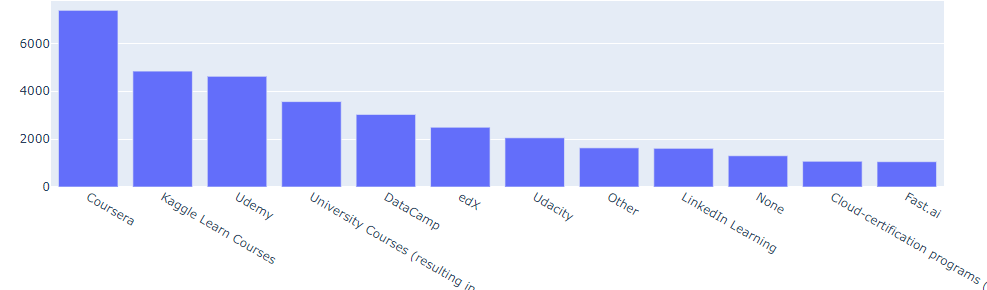 6000
4000
2000
0
Coursera
Kaggle Learn Courses
Udemy
University Courses (resulting in
DataCamp
edX
Udacity
Other
LinkedIn Learning
None
Cloud-certification programs (
Fast.ai